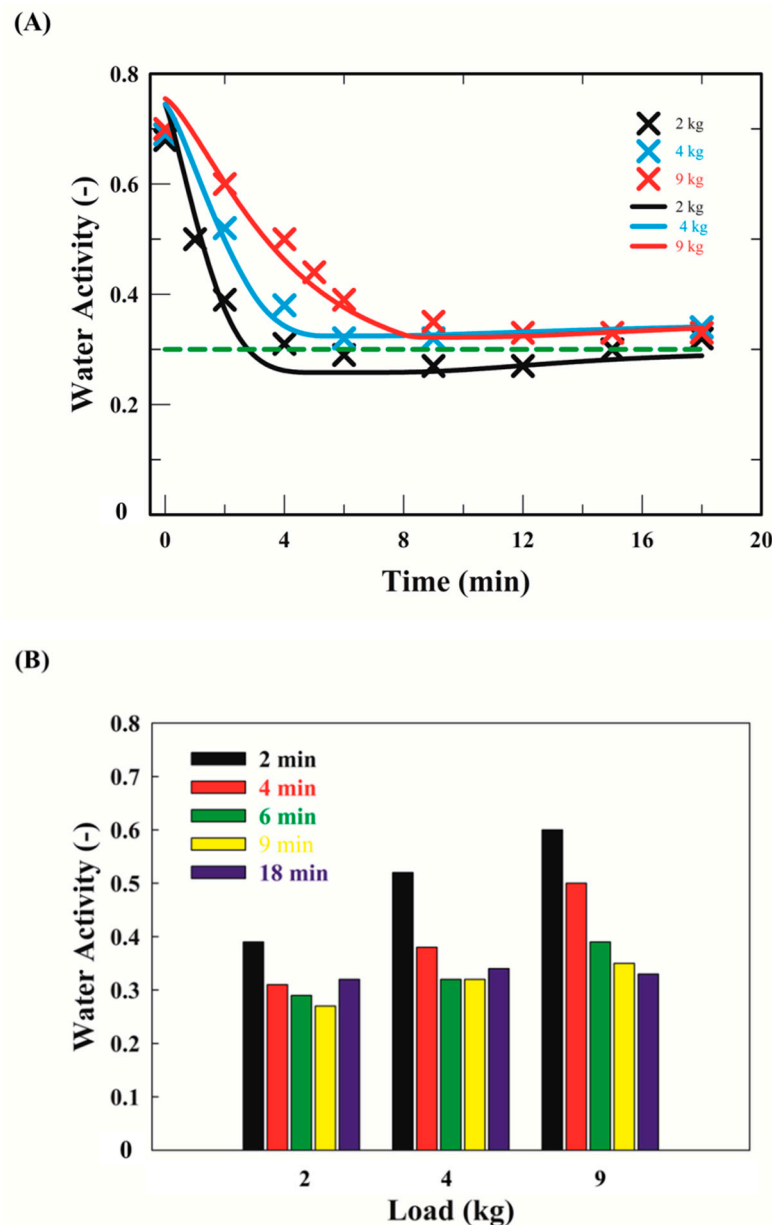 (A)
0.8
0.6
0.4
0.2
0
Water Activity (-)
2 kg
4 kg
9 kg
2 kg
4 kg
9 kg
0 4 8 12 16 20
Time (min)
(B)
0.8
0.7
0.6
0.5
0.4
0.3
0.2
0.1
0
Water Activity (-)
2 min
4 min
6 min
9 min
18 min
2 4 9
Load (kg)